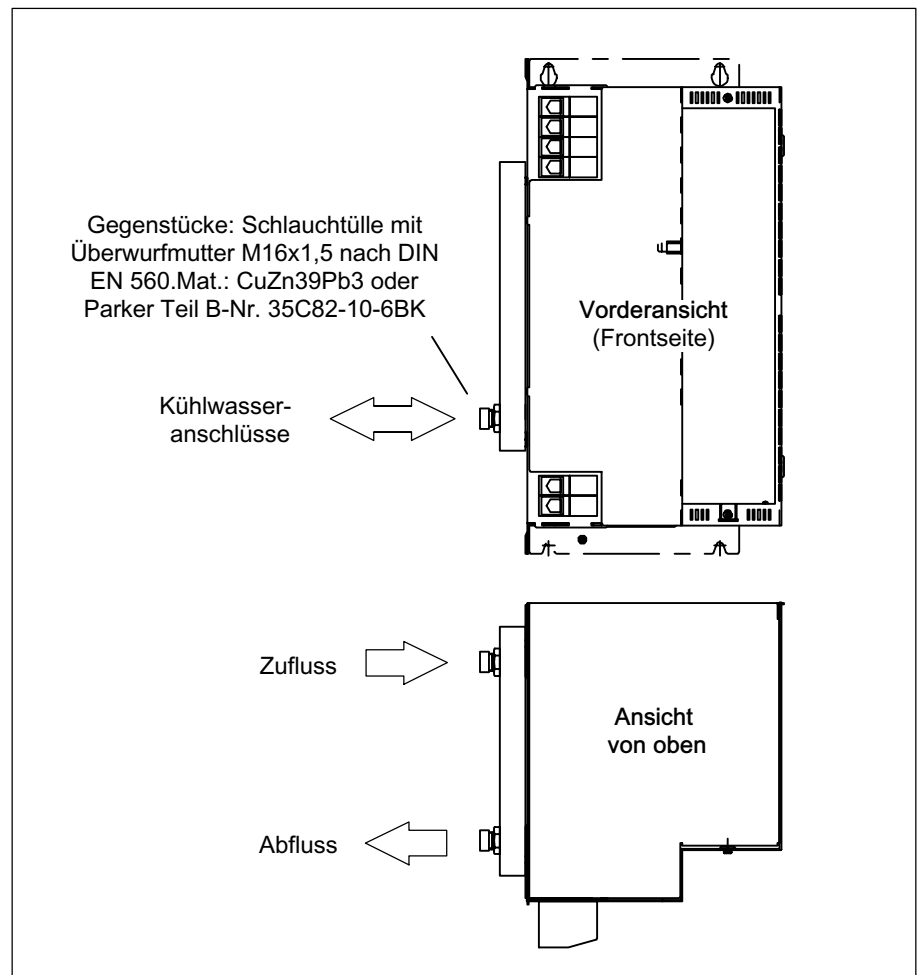 Gegenstücke: Schlauchtülle mit
Überwurfmutter M16x1,5 nach DIN
EN 560.Mat.: CuZn39Pb3 oder
Parker Teil B-Nr. 35C82-10-6BK
Vorderansicht
(Frontseite)
Kühlwasser-
anschlüsse
Zufluss
Ansicht
von oben
Abfluss